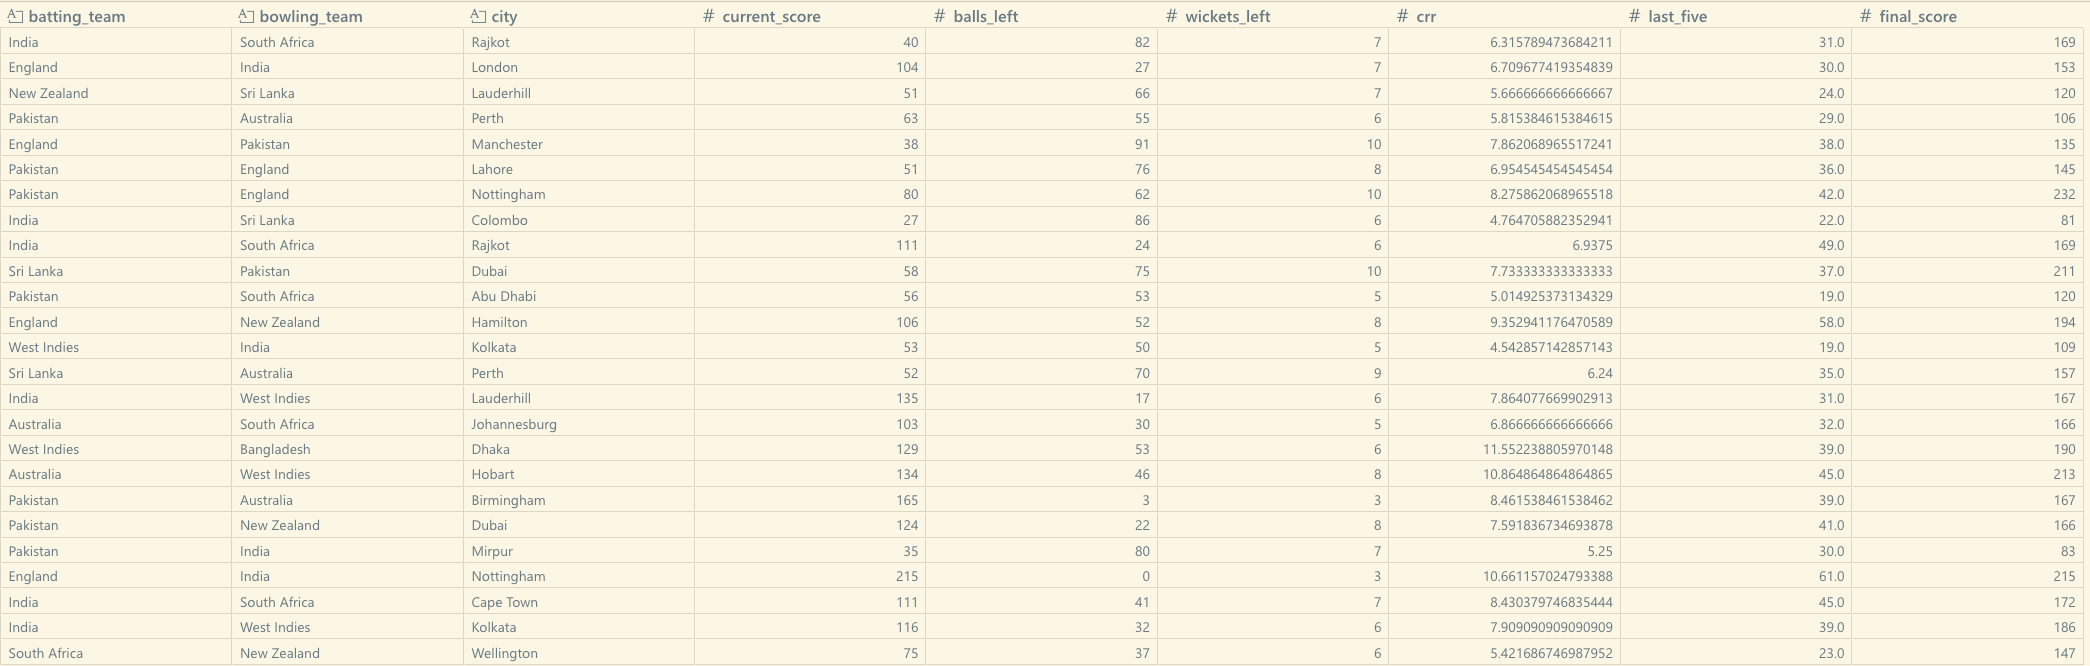 batting_team bowling_team city # current_score # balls_left # wickets_left # crr # last_five # final_score
India South Africa Rajkot 40 82 7 6.315789473684211 31.0 169
England India London 104 27 7 6.709677419354839 30.0 153
New Zealand Sri Lanka Lauderhill 51 66 7 5.666666666666667 24.0 120
Pakistan Australia Perth 63 55 6 5.815384615384615 29.0 106
England Pakistan Manchester 38 91 10 7.862068965517241 38.0 135
Pakistan England Lahore 51 76 8 6.954545454545454 36.0 145
Pakistan England Nottingham 80 62 10 8.275862068965518 42.0 232
India Sri Lanka Colombo 27 86 6 4.764705882352941 22.0 81
India South Africa Rajkot 111 24 6 6.9375 49.0 169
Sri Lanka Pakistan Dubai 58 75 10 7.733333333333333 37.0 211
Pakistan South Africa Abu Dhabi 56 53 5 5.014925373134329 19.0 120
England New Zealand Hamilton 106 52 8 9.352941176470589 58.0 194
West Indies India Kolkata 53 50 5 4.542857142857143 19.0 109
Sri Lanka Australia Perth 52 70 9 6.24 35.0 157
India West Indies Lauderhill 135 17 6 7.864077669902913 31.0 167
Australia South Africa Johannesburg 103 30 5 6.866666666666666 32.0 166
West Indies Bangladesh Dhaka 129 53 6 11.552238805970148 39.0 190
Australia West Indies Hobart 134 46 8 10.864864864864865 45.0 213
Pakistan Australia Birmingham 165 3 3 8.461538461538462 39.0 167
Pakistan New Zealand Dubai 124 22 8 7.591836734693878 41.0 166
Pakistan India Mirpur 35 80 7 5.25 30.0 83
England India Nottingham 215 0 3 10.661157024793388 61.0 215
India South Africa Cape Town 111 41 7 8.430379746835444 45.0 172
India West Indies Kolkata 116 32 6 7.909090909090909 39.0 186
South Africa New Zealand Wellington 75 37 6 5.421686746987952 23.0 147